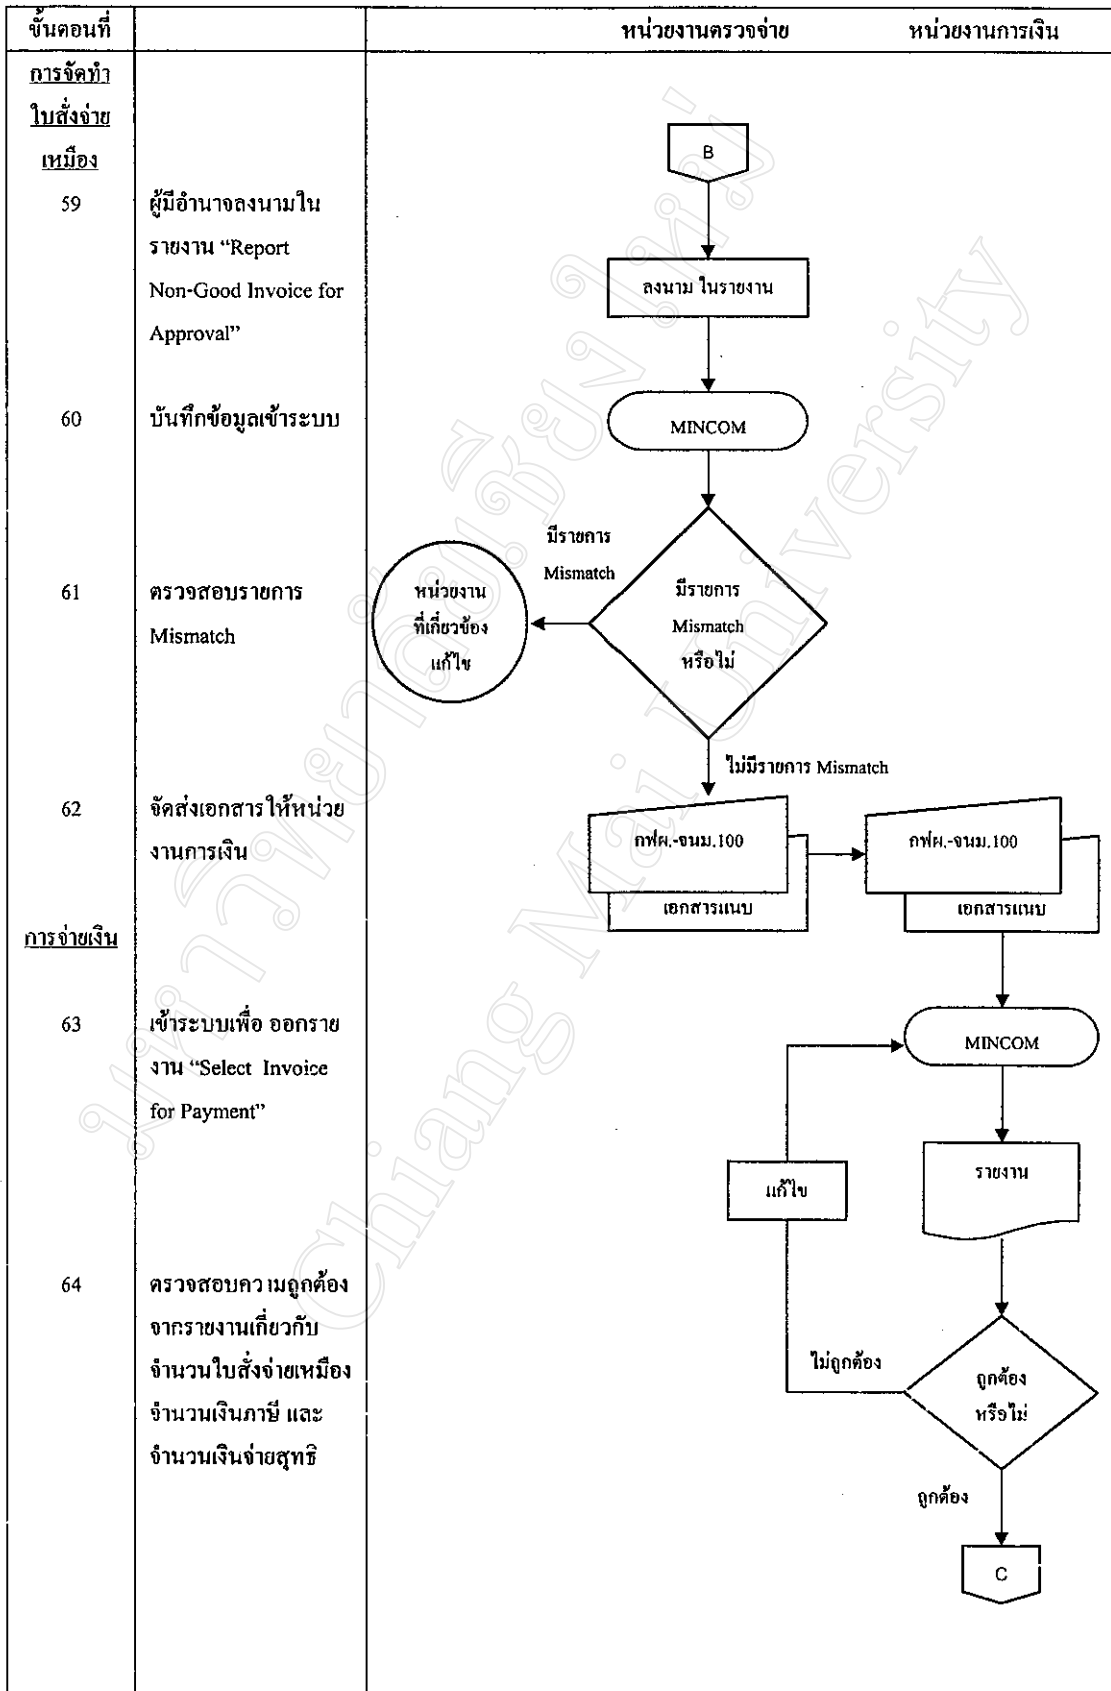 ขั้นตอนที่
หน่วยงานตรวจจ่าย
หน่วยงานการเงิน
การจัดทำ
ใบสั่งจ่าย
เหมือง
B
59
ผู้มีอำนาจลงนามใน
รายงาน “Report
Non-Good Invoice for
Approval”
ลงนาม ในรายงาน
60
บันทึกข้อมูลเข้าระบบ
MINCOM
61
ตรวจสอบรายการ
Mismatch
มีรายการ
Mismatch
หน่วยงาน
ที่เกี่ยวข้อง
แก้ไข
มีรายการ
Mismatch
หรือไม่
ไม่มีรายการ Mismatch
62
จัดส่งเอกสารให้หน่วย
งานการเงิน
กฟผ.-จนม.100
เอกสารแนบ
กฟผ.-จนม.100
เอกสารแนบ
การจ่ายเงิน
63
เข้าระบบเพื่อ ออกราย
งาน “Select Invoice
for Payment”
MINCOM
รายงาน
แก้ไข
64
ตรวจสอบความถูกต้อง
จากรายงานเกี่ยวกับ
จำนวนใบสั่งจ่ายเหมือง
จำนวนเงินภาษี และ
จำนวนเงินจ่ายสุทธิ
ไม่ถูกต้อง
ถูกต้อง
หรือไม่
ถูกต้อง
C
มหาวิทยาลัยเชียงใหม่
Chiang Mai University